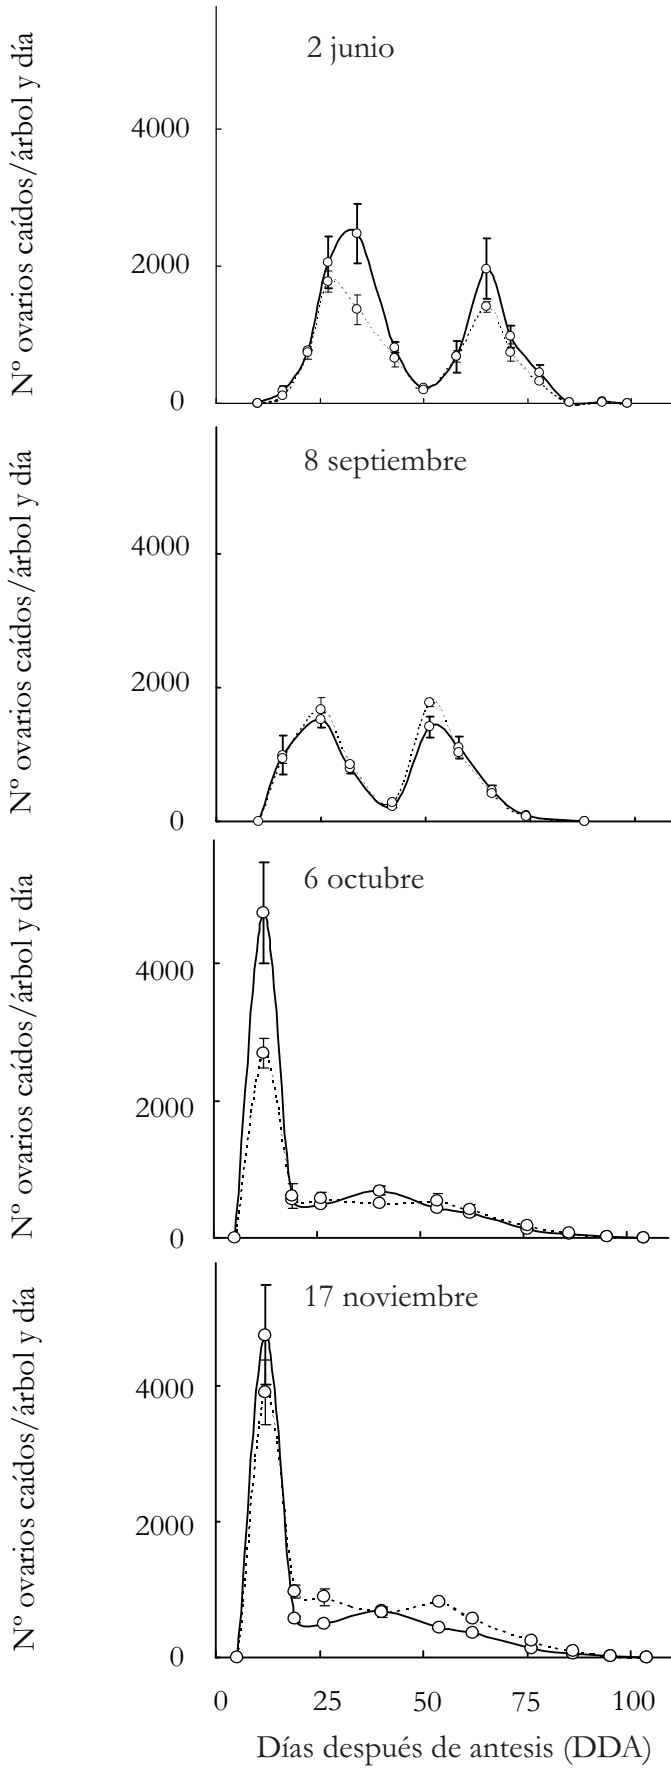 Nº ovarios caídos/árbol y día
2 junio
4000
2000
0
Nº ovarios caídos/árbol y día
8 septiembre
4000
2000
0
Nº ovarios caídos/árbol y día
6 octubre
4000
2000
0
Nº ovarios caídos/árbol y día
17 noviembre
4000
2000
0
0 25 50 75 100
Días después de antesis (DDA)